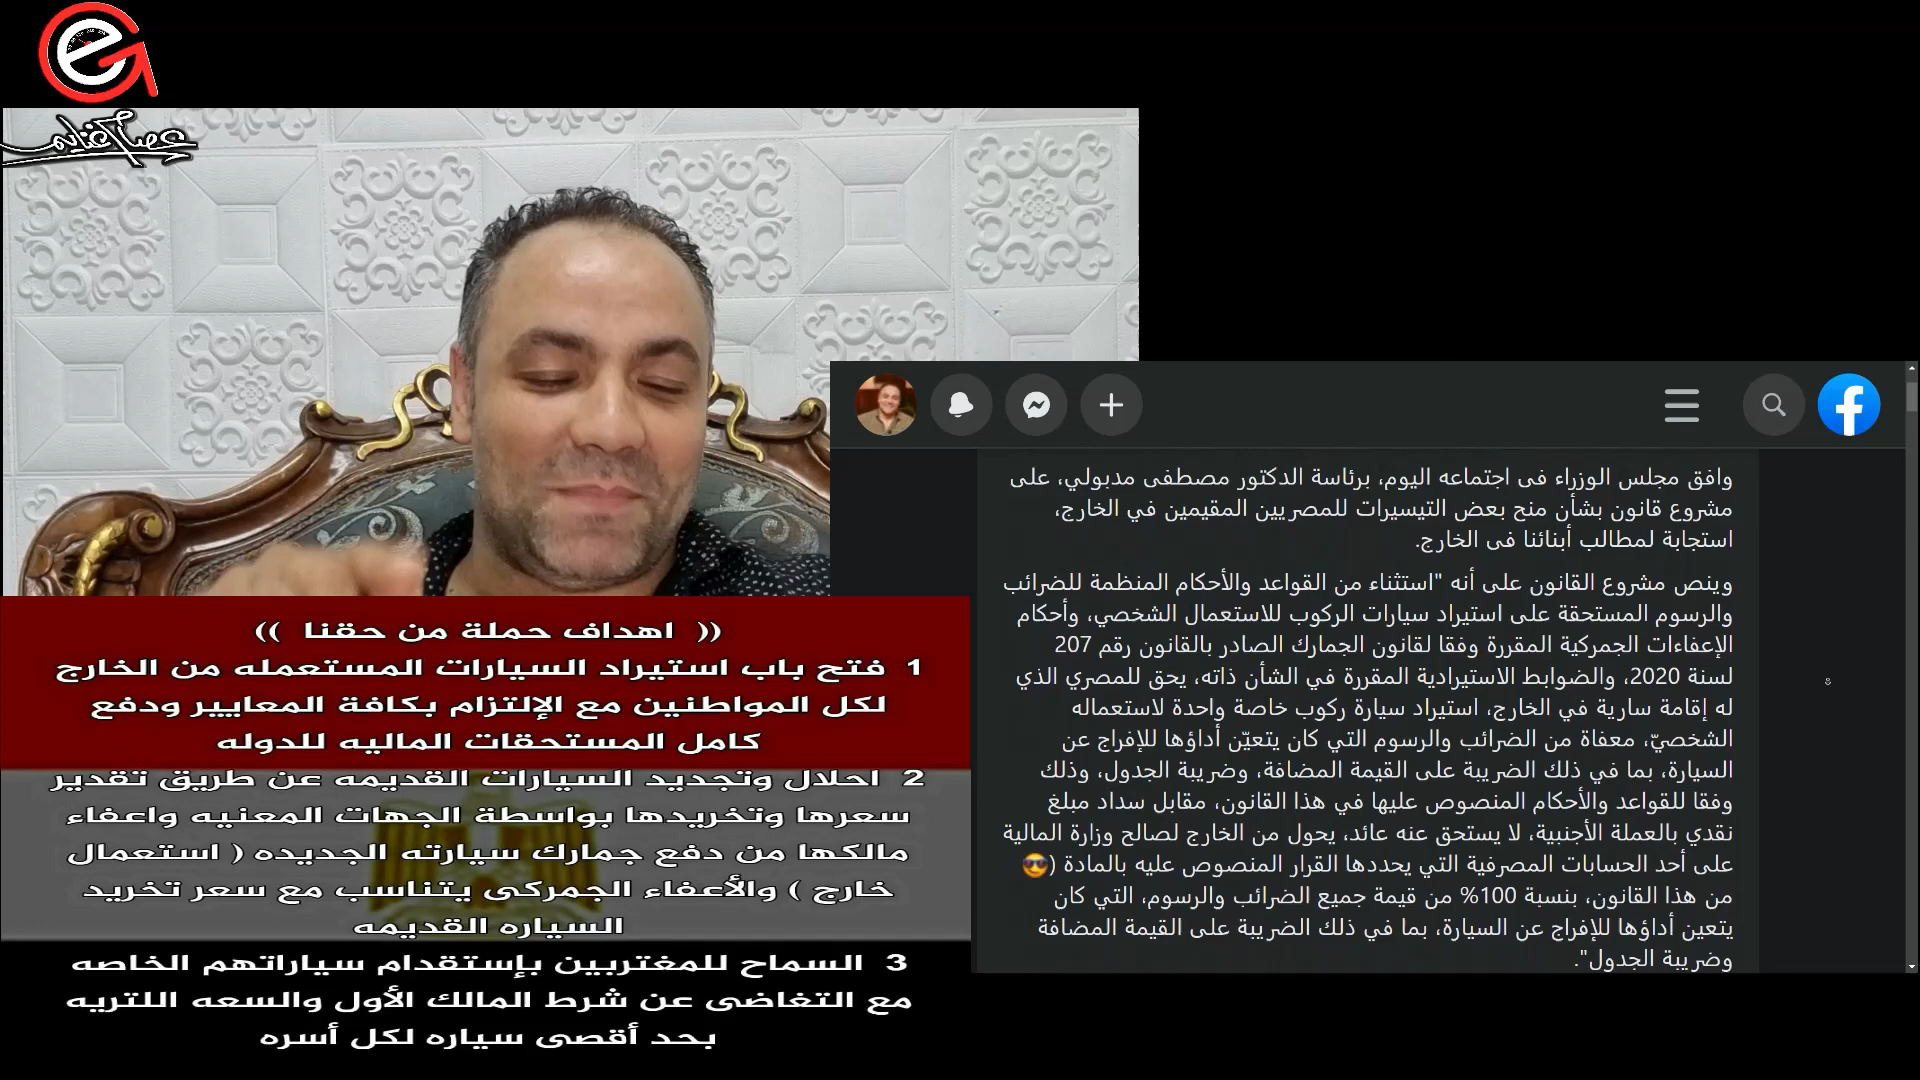 عصام غنايم
وافق مجلس الوزراء فى اجتماعه اليوم، برئاسة الدكتور مصطفى مدبولي، على
مشروع قانون بشأن منح بعض التيسيرات للمصريين المقيمين في الخارج،
استجابة لمطالب أبنائنا فى الخارج.
وينص مشروع القانون على أنه "استثناء من القواعد والأحكام المنظمة للضرائب
والرسوم المستحقة على استيراد سيارات الركوب للاستعمال الشخصي، وأحكام
الإعفاءات الجمركية المقررة وفقا لقانون الجمارك الصادر بالقانون رقم 207
لسنة 2020، والضوابط الاستيرادية المقررة في الشأن ذاته، يحق للمصري الذي
له إقامة سارية في الخارج، استيراد سيارة ركوب خاصة واحدة لاستعماله
الشخصيّ، معفاة من الضرائب والرسوم التي كان يتعيّن أداؤها للإفراج عن
السيارة، بما في ذلك الضريبة على القيمة المضافة، وضريبة الجدول، وذلك
وفقا للقواعد والأحكام المنصوص عليها في هذا القانون، مقابل سداد مبلغ
نقدي بالعملة الأجنبية، لا يستحق عنه عائد، يحول من الخارج لصالح وزارة المالية
على أحد الحسابات المصرفية التي يحددها القرار المنصوص عليه بالمادة (😎
من هذا القانون، بنسبة 100% من قيمة جميع الضرائب والرسوم، التي كان
يتعين أداؤها للإفراج عن السيارة، بما في ذلك الضريبة على القيمة المضافة
وضريبة الجدول".
(( اهداف حملة من حقنا ))
1 فتح باب استيراد السيارات المستعمله من الخارج
لكل المواطنين مع الإلتزام بكافة المعايير ودفع
كامل المستحقات الماليه للدوله
2 احلال وتجديد السيارات القديمه عن طريق تقدير
سعرها وتخريدها بواسطة الجهات المعنيه واعفاء
مالكها من دفع جمارك سيارته الجديده ( استعمال
خارج ) والأعفاء الجمركى يتناسب مع سعر تخريد
السياره القديمه
3 السماح للمغتربين بإستقدام سياراتهم الخاصه
مع التغاضى عن شرط المالك الأول والسعه اللتريه
بحد أقصى سياره لكل أسره